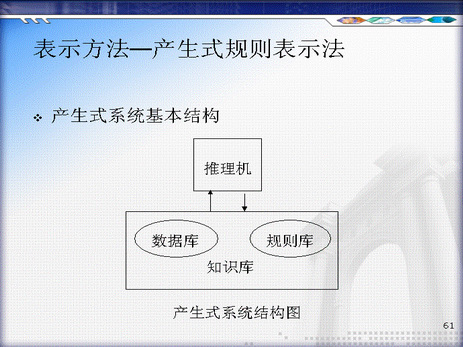 表示方法—产生式规则表示法
产生式系统基本结构
推理机
数据库 规则库
知识库
产生式系统结构图
61